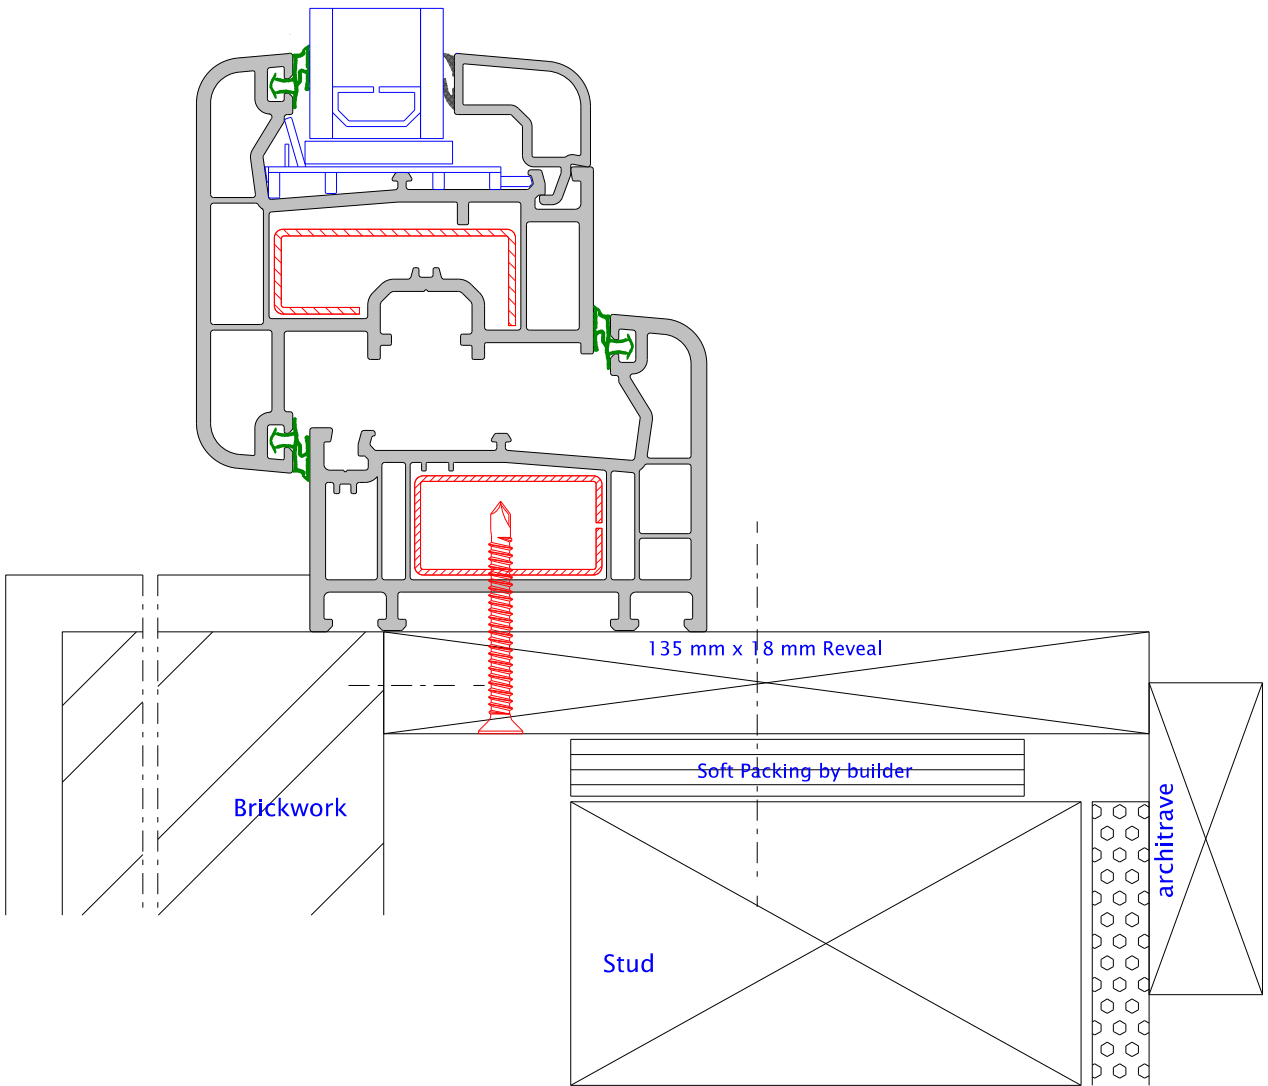 135 mm x 18 mm Reveal
Soft Packing by builder
Brickwork
architrave
Stud